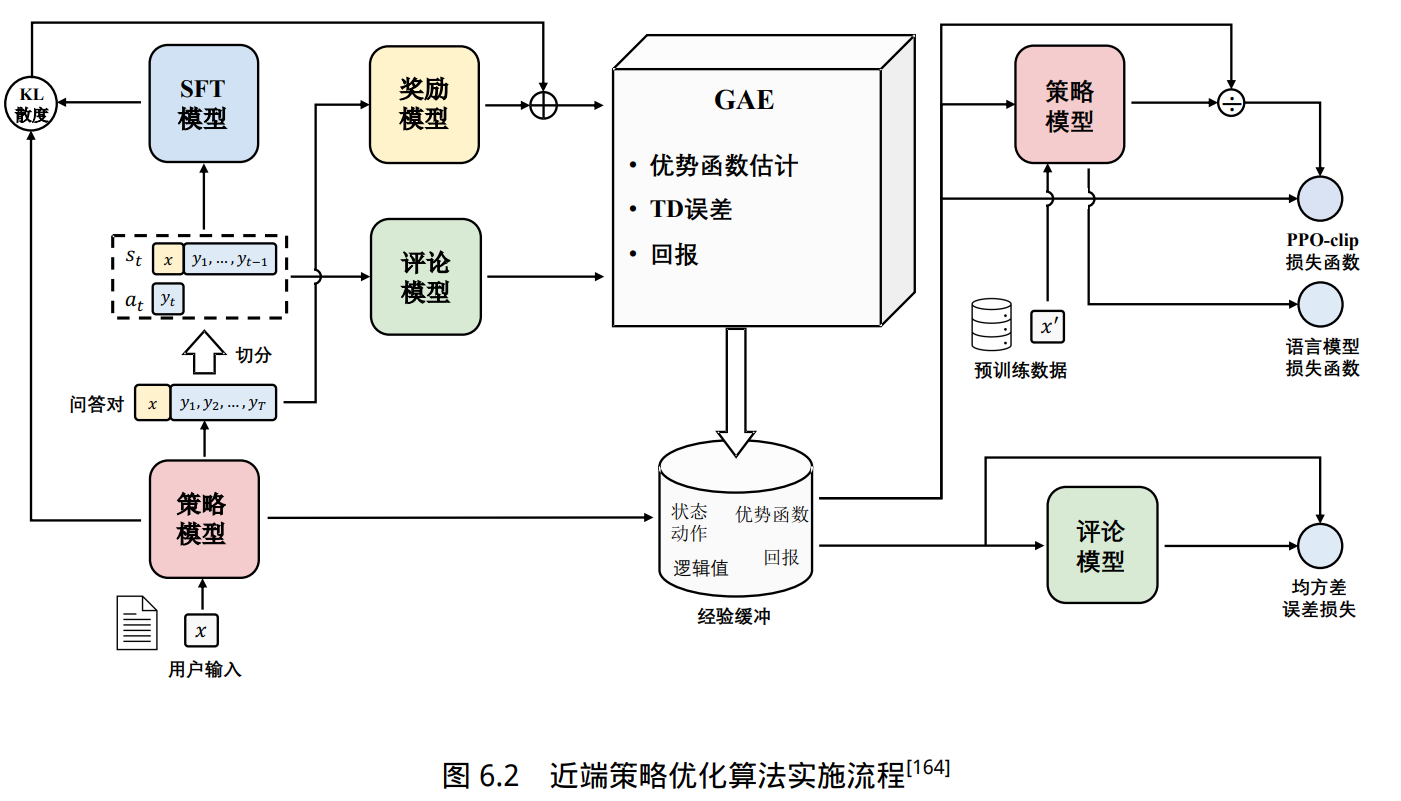 KL
散度
SFT
模型
奖励
模型
GAE
• 优势函数估计
• TD误差
• 回报
策略
模型
÷
PPO-clip
损失函数
s_t x y_1, …, y_{t−1}
a_t y_t
评论
模型
切分
问答对 x y_1, y_2, …, y_T
x′
预训练数据
语言模型
损失函数
策略
模型
状态
动作
优势函数
逻辑值
回报
经验缓冲
评论
模型
均方差
误差损失
x
用户输入
图 6.2 近端策略优化算法实施流程[164]